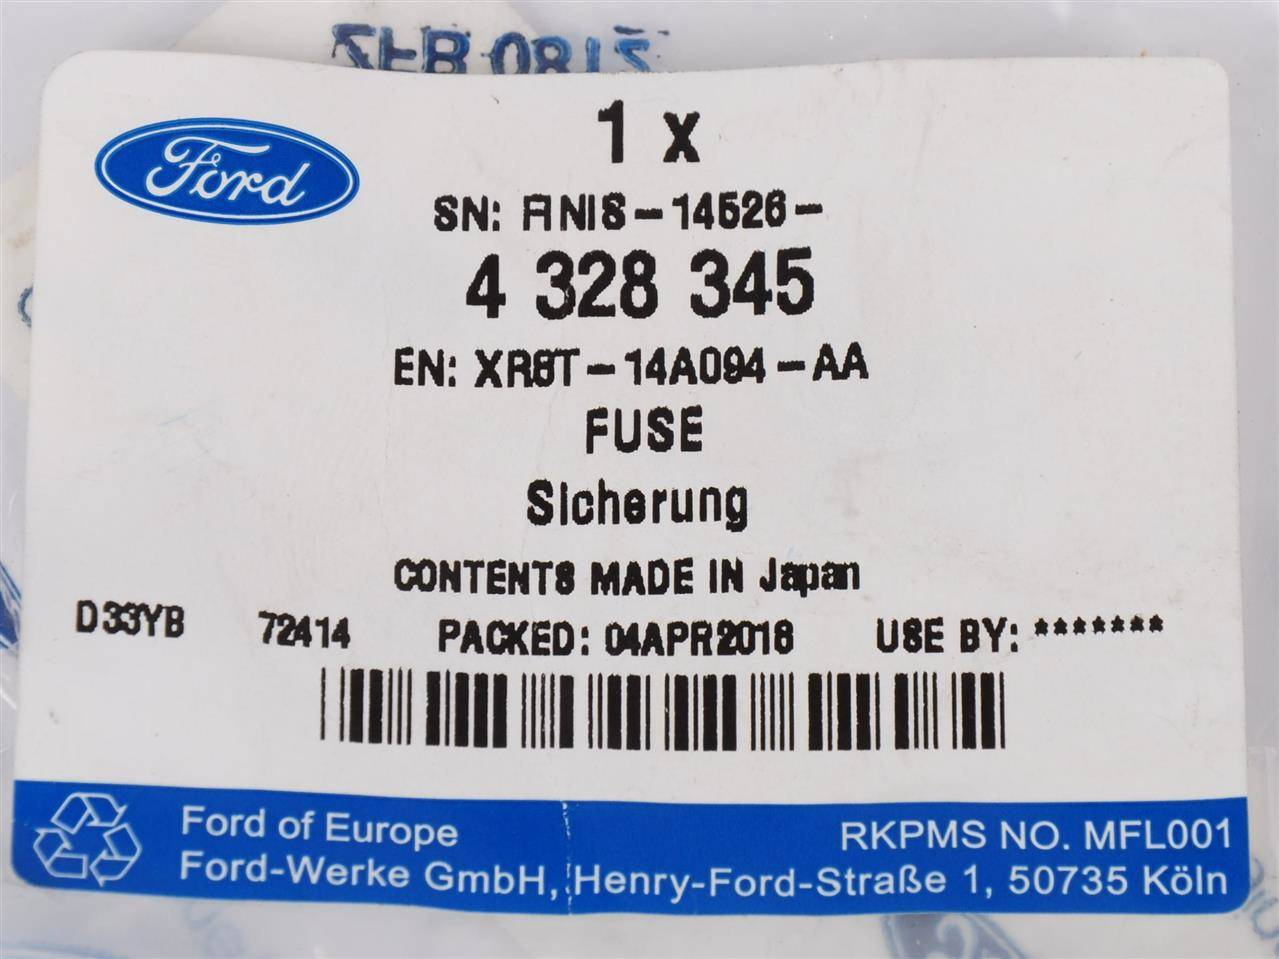 1 x
Ford
SN: FINIS-14526-
4 328 345
EN: XR8T-14A094-AA
FUSE
Sicherung
CONTENTS MADE IN Japan
D33YB 72414 PACKED: 04APR2016 USE BY: *******
Ford of Europe
RKPMS NO. MFL001
Ford-Werke GmbH, Henry-Ford-Straße 1, 50735 Köln